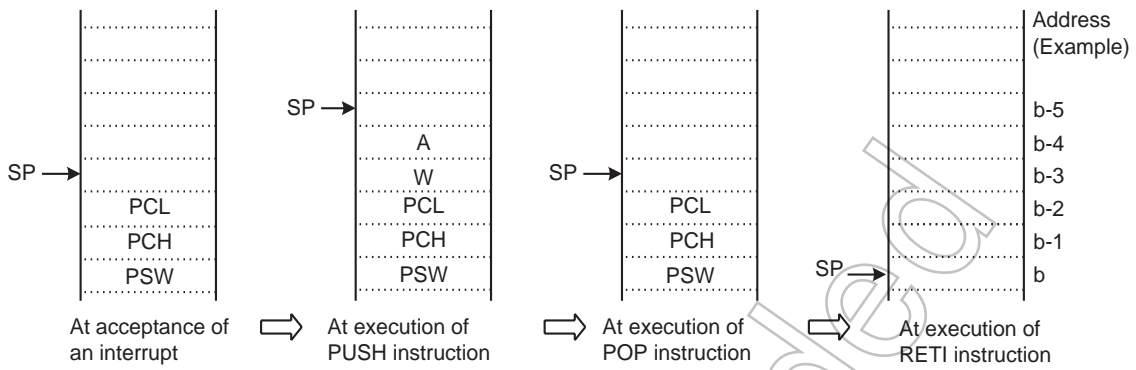 Address
(Example)
SP
b-5
A
b-4
SP
W
SP
b-3
PCL
PCL
PCL
b-2
PCH
PCH
PCH
b-1
PSW
PSW
PSW
SP
b
At acceptance of
an interrupt
At execution of
PUSH instruction
At execution of
POP instruction
At execution of
RETI instruction
ded